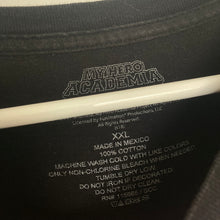 MY HERO
ACADEMIA
Licensed by Funimation® Productions, LLC
All Rights Reserved.
XXL
MADE IN MEXICO
100% COTTON
MACHINE WASH COLD WITH LIKE COLORS
ONLY NON-CHLORINE BLEACH WHEN NEEDED
TUMBLE DRY LOW
DO NOT IRON IF DECORATED
DO NOT DRY CLEAN